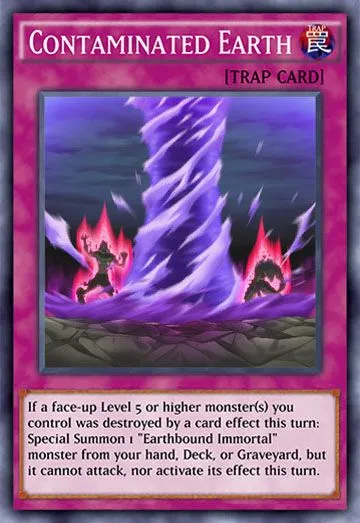 Contaminated Earth
TRAP
罠
[TRAP CARD]
If a face-up Level 5 or higher monster(s) you
control was destroyed by a card effect this turn:
Special Summon 1 "Earthbound Immortal"
monster from your hand, Deck, or Graveyard, but
it cannot attack, nor activate its effect this turn.